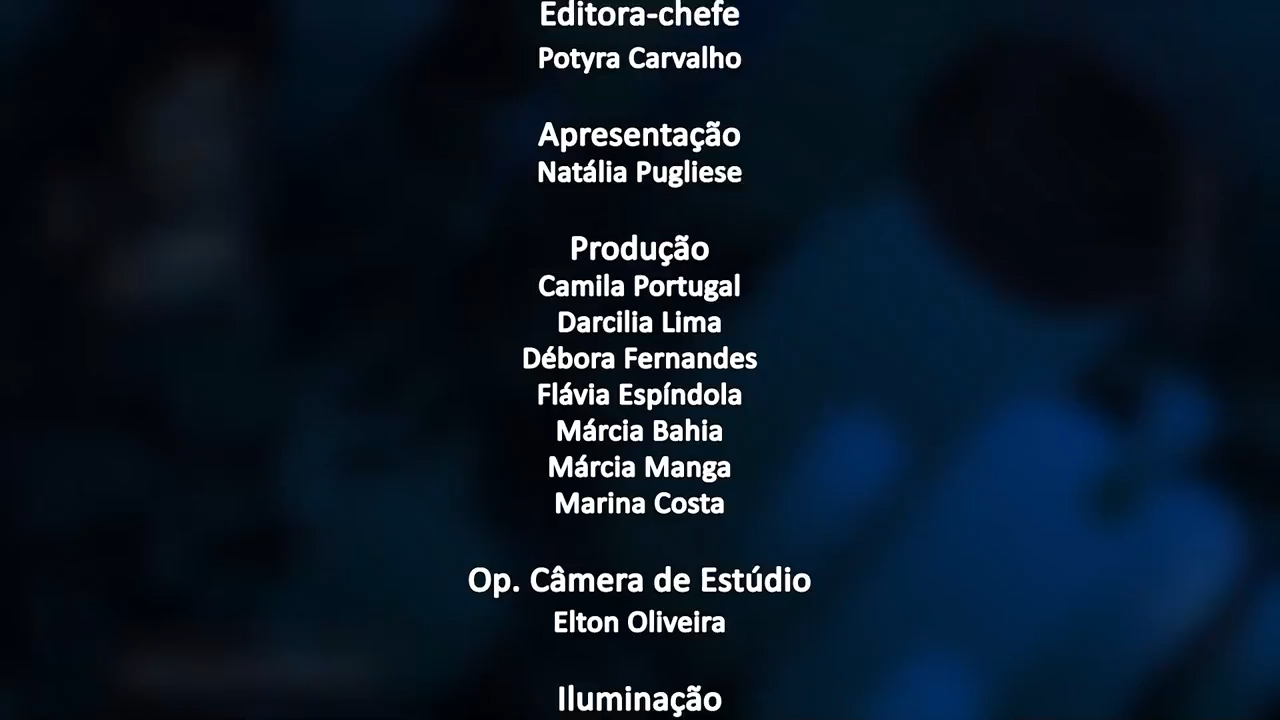 Editora-chefe
Potyra Carvalho
Apresentação
Natália Pugliese
Produção
Camila Portugal
Darcilia Lima
Débora Fernandes
Flávia Espíndola
Márcia Bahia
Márcia Manga
Marina Costa
Op. Câmera de Estúdio
Elton Oliveira
Iluminação